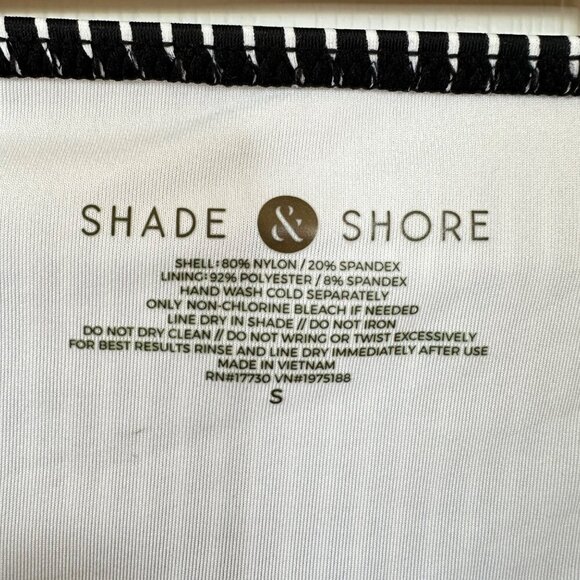 SHADE & SHORE
SHELL: 80% NYLON / 20% SPANDEX
LINING: 92% POLYESTER / 8% SPANDEX
HAND WASH COLD SEPARATELY
ONLY NON-CHLORINE BLEACH IF NEEDED
LINE DRY IN SHADE // DO NOT IRON
DO NOT DRY CLEAN // DO NOT WRING OR TWIST EXCESSIVELY
FOR BEST RESULTS RINSE AND LINE DRY IMMEDIATELY AFTER USE
MADE IN VIETNAM
RN#17730 VN#1975188
S